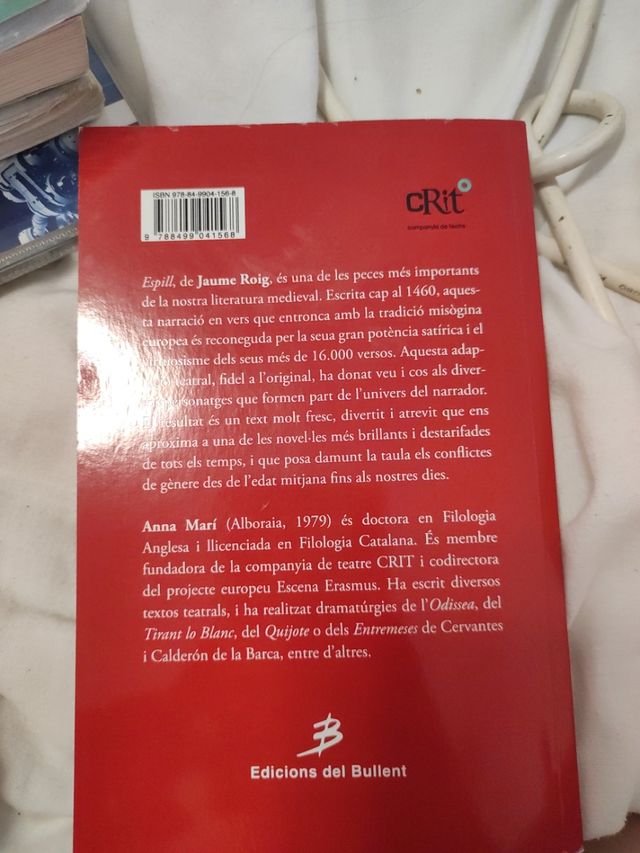 ISBN 978-84-9904-156-8
9 788499 041568
CRit
companyia de teatre
Espill, de Jaume Roig, és una de les peces més importants
de la nostra literatura medieval. Escrita cap al 1460, aques-
ta narració en vers que entronca amb la tradició misògina
europea és reconeguda per la seua gran potència satírica i el
virtuosisme dels seus més de 16.000 versos. Aquesta adap-
teatral, fidel a l'original, ha donat veu i cos als diver-
personatges que formen part de l'univers del narrador.
El resultat és un text molt fresc, divertit i atrevit que ens
aproxima a una de les novel·les més brillants i destarifades
de tots els temps, i que posa damunt la taula els conflictes
de gènere des de l'edat mitjana fins als nostres dies.
Anna Marí (Alboraia, 1979) és doctora en Filologia
Anglesa i llicenciada en Filologia Catalana. És membre
fundadora de la companyia de teatre CRIT i codirectora
del projecte europeu Escena Erasmus. Ha escrit diversos
textos teatrals, i ha realitzat dramatúrgies de l'Odissea, del
Tirant lo Blanc, del Quijote o dels Entremeses de Cervantes
i Calderón de la Barca, entre d'altres.
Edicions del Bullent